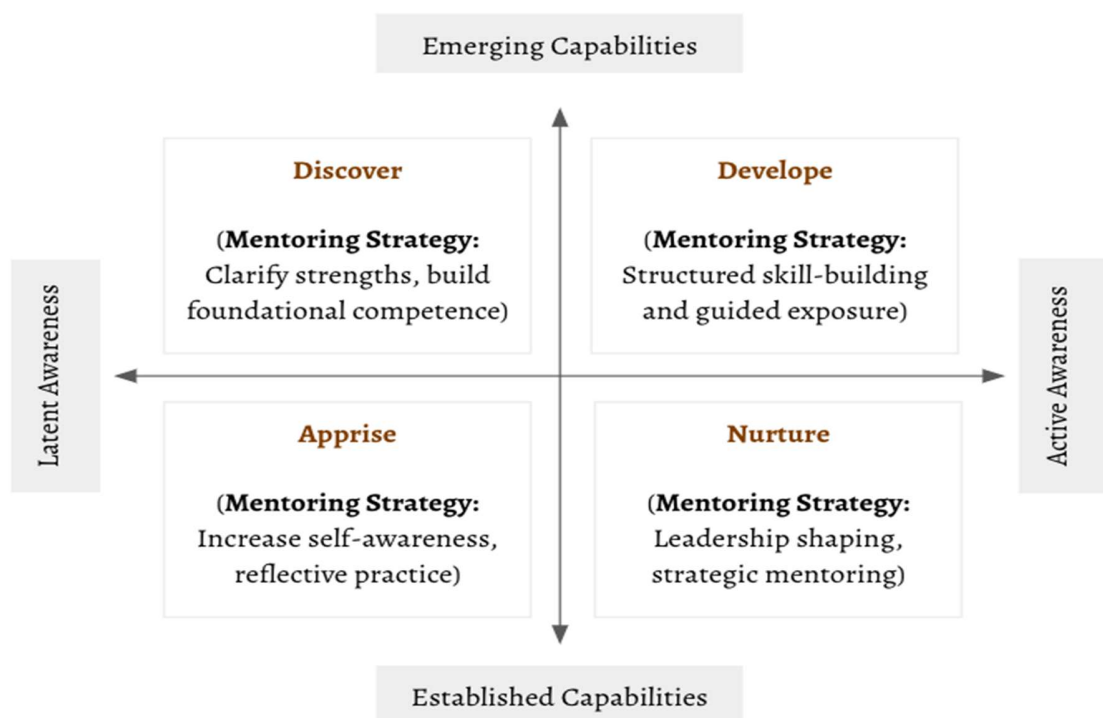 Emerging Capabilities
Discover
(Mentoring Strategy:
Clarify strengths, build
foundational competence)
Develope
(Mentoring Strategy:
Structured skill-building
and guided exposure)
Latent Awareness
Active Awareness
Apprise
(Mentoring Strategy:
Increase self-awareness,
reflective practice)
Nurture
(Mentoring Strategy:
Leadership shaping,
strategic mentoring)
Established Capabilities